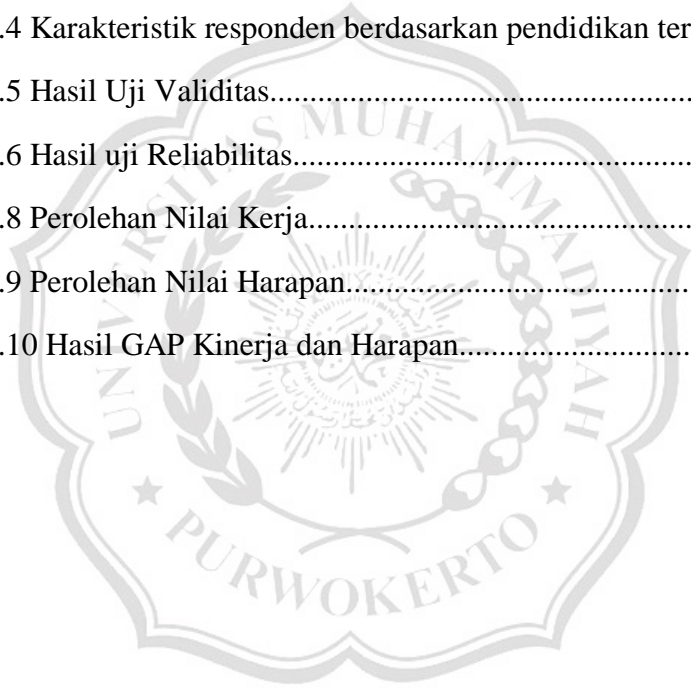 .4 Karakteristik responden berdasarkan pendidikan ter
.5 Hasil Uji Validitas.......................................................
.6 Hasil uji Reliabilitas....................................................
.8 Perolehan Nilai Kerja..................................................
.9 Perolehan Nilai Harapan.............................................
.10 Hasil GAP Kinerja dan Harapan..............................
UNIVERSITAS MUHAMMADIYAH
PURWOKERTO